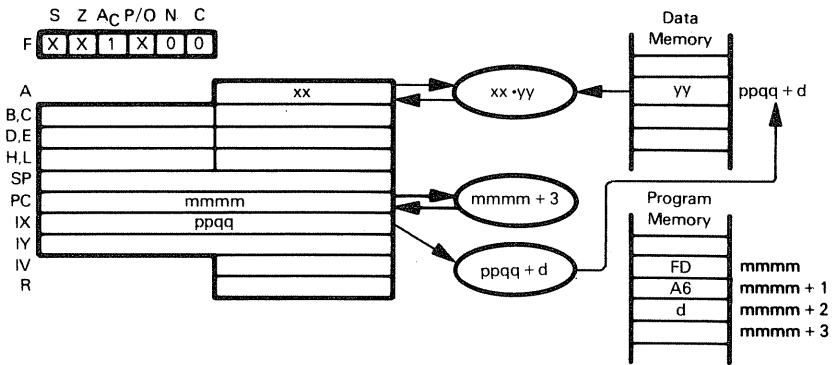 S Z AC P/O N C
F X X 1 X 0 0
Data
Memory
A xx xx •yy yy ppqq + d
B,C
D,E
H,L
SP
PC mmmm mmmm + 3
Program
Memory
IX ppqq
IY ppqq + d
IV
R
FD mmmm
A6 mmmm + 1
d mmmm + 2
mmmm + 3